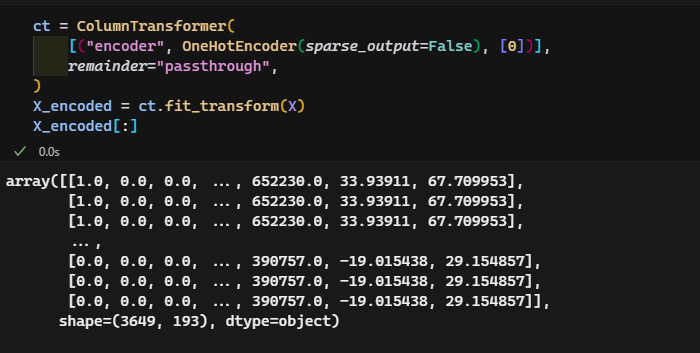 ct = ColumnTransformer(
    [("encoder", OneHotEncoder(sparse_output=False), [0])],
    remainder="passthrough",
)
X_encoded = ct.fit_transform(X)
X_encoded[:]
✓ 0.0s
array([[1.0, 0.0, 0.0, ..., 652230.0, 33.93911, 67.709953],
       [1.0, 0.0, 0.0, ..., 652230.0, 33.93911, 67.709953],
       [1.0, 0.0, 0.0, ..., 652230.0, 33.93911, 67.709953],
       ...,
       [0.0, 0.0, 0.0, ..., 390757.0, -19.015438, 29.154857],
       [0.0, 0.0, 0.0, ..., 390757.0, -19.015438, 29.154857],
       [0.0, 0.0, 0.0, ..., 390757.0, -19.015438, 29.154857]],
      shape=(3649, 193), dtype=object)